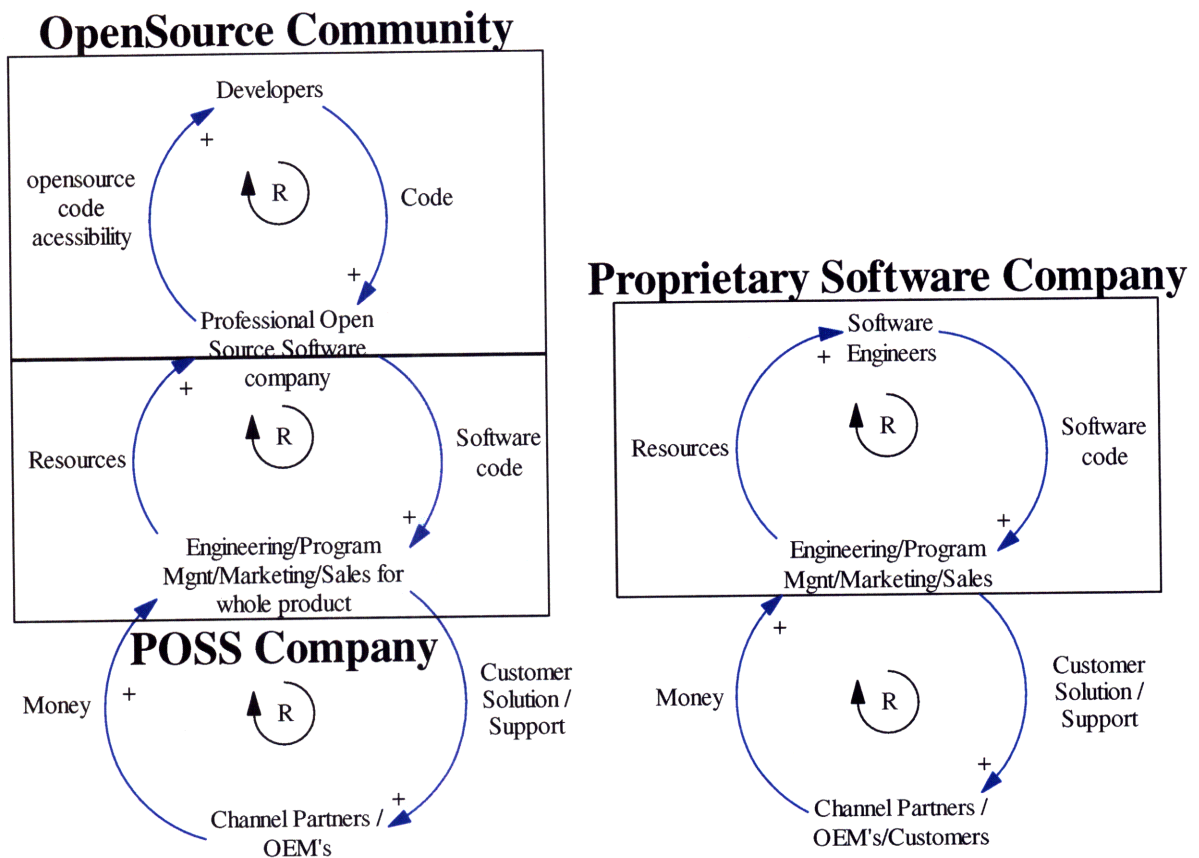 OpenSource Community
Developers
+
opensource
code
acessibility
R
Code
+
Professional Open
Source Software
company
+
Resources
R
Software
code
+
Engineering/Program
Mgnt/Marketing/Sales for
whole product
POSS Company
Money
+
R
Customer
Solution /
Support
+
Channel Partners /
OEM's
Proprietary Software Company
Software
Engineers
+
Resources
R
Software
code
+
Engineering/Program
Mgnt/Marketing/Sales
+
Money
R
Customer
Solution /
Support
+
Channel Partners /
OEM's/Customers